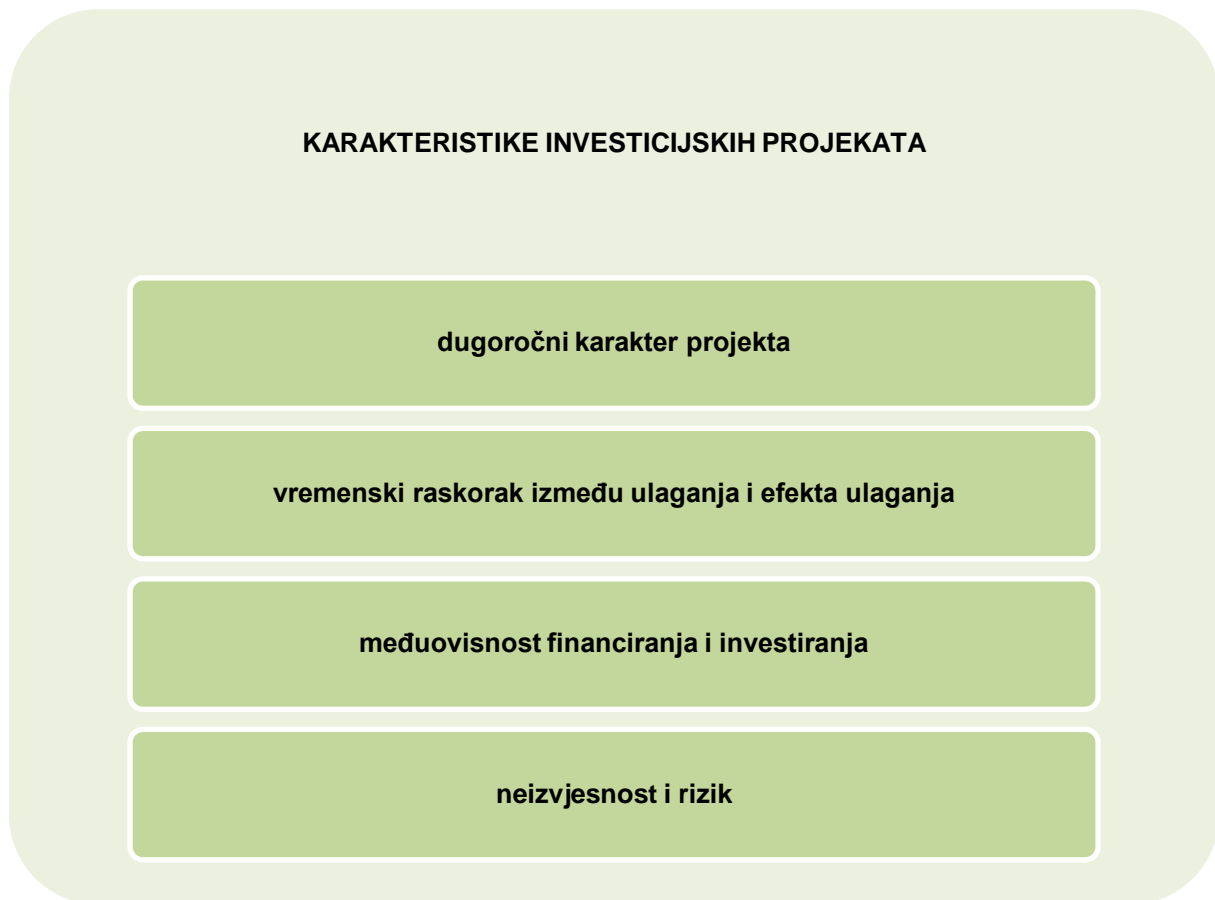 KARAKTERISTIKE INVESTICIJSKIH PROJEKATA
dugoročni karakter projekta
vremenski raskorak između ulaganja i efekta ulaganja
međuovisnost financiranja i investiranja
neizvjesnost i rizik